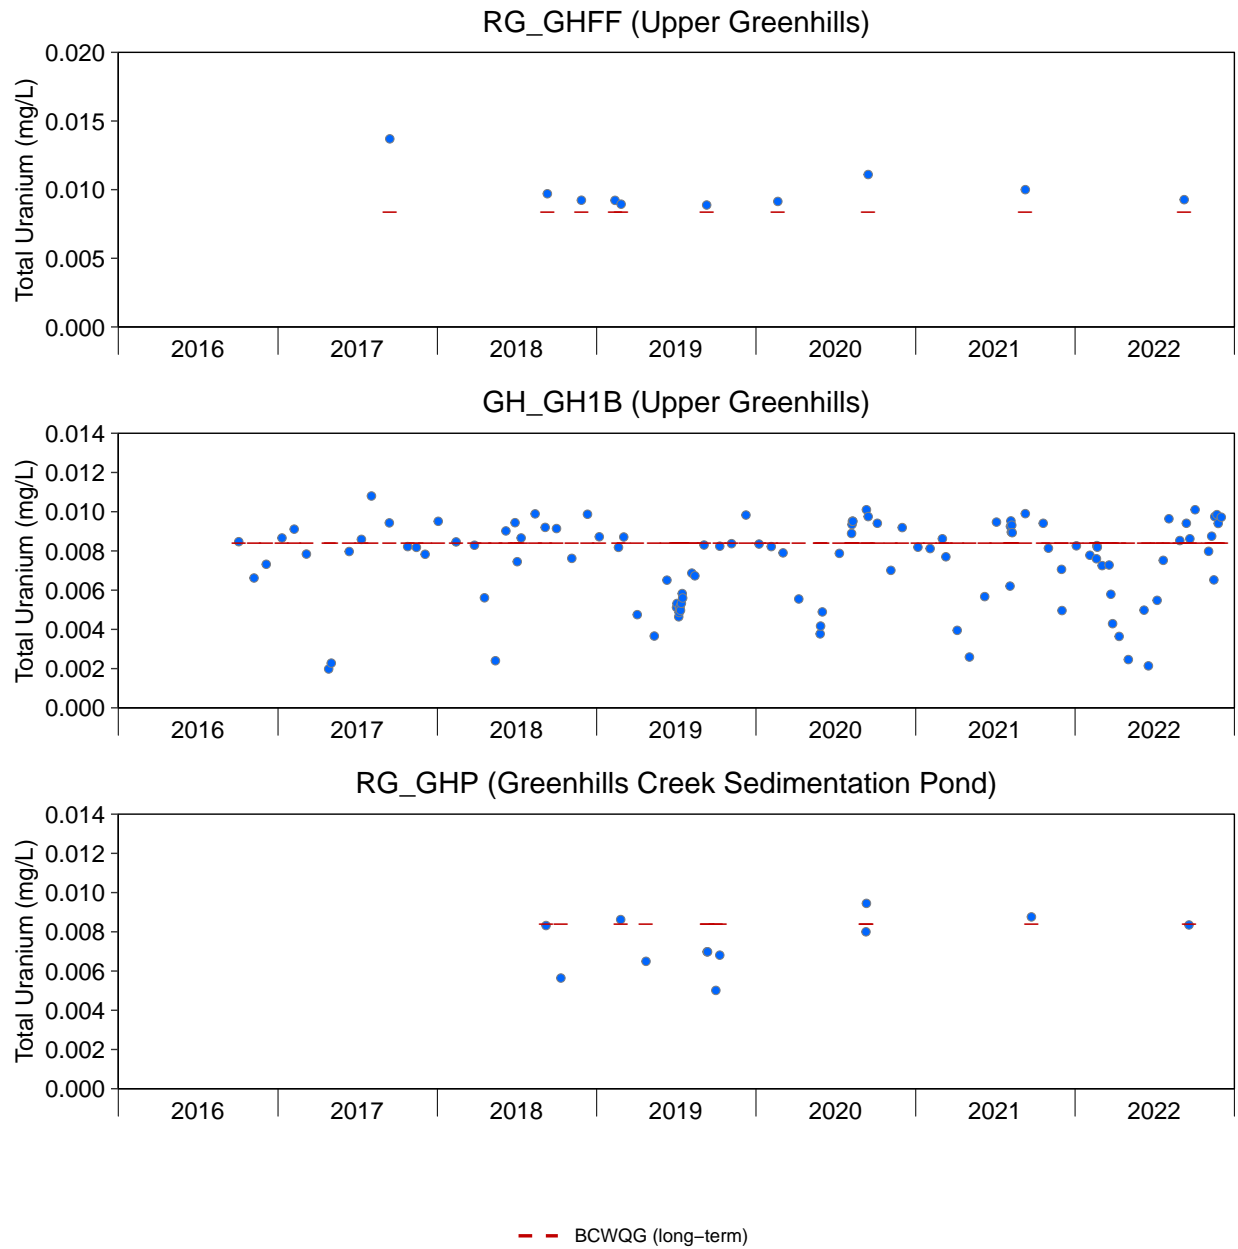 RG_GHFF (Upper Greenhills)
Total Uranium (mg/L)
0.020
0.015
0.010
0.005
0.000
2016 2017 2018 2019 2020 2021 2022
GH_GH1B (Upper Greenhills)
Total Uranium (mg/L)
0.014
0.012
0.010
0.008
0.006
0.004
0.002
0.000
2016 2017 2018 2019 2020 2021 2022
RG_GHP (Greenhills Creek Sedimentation Pond)
Total Uranium (mg/L)
0.014
0.012
0.010
0.008
0.006
0.004
0.002
0.000
2016 2017 2018 2019 2020 2021 2022
BCWQG (long−term)